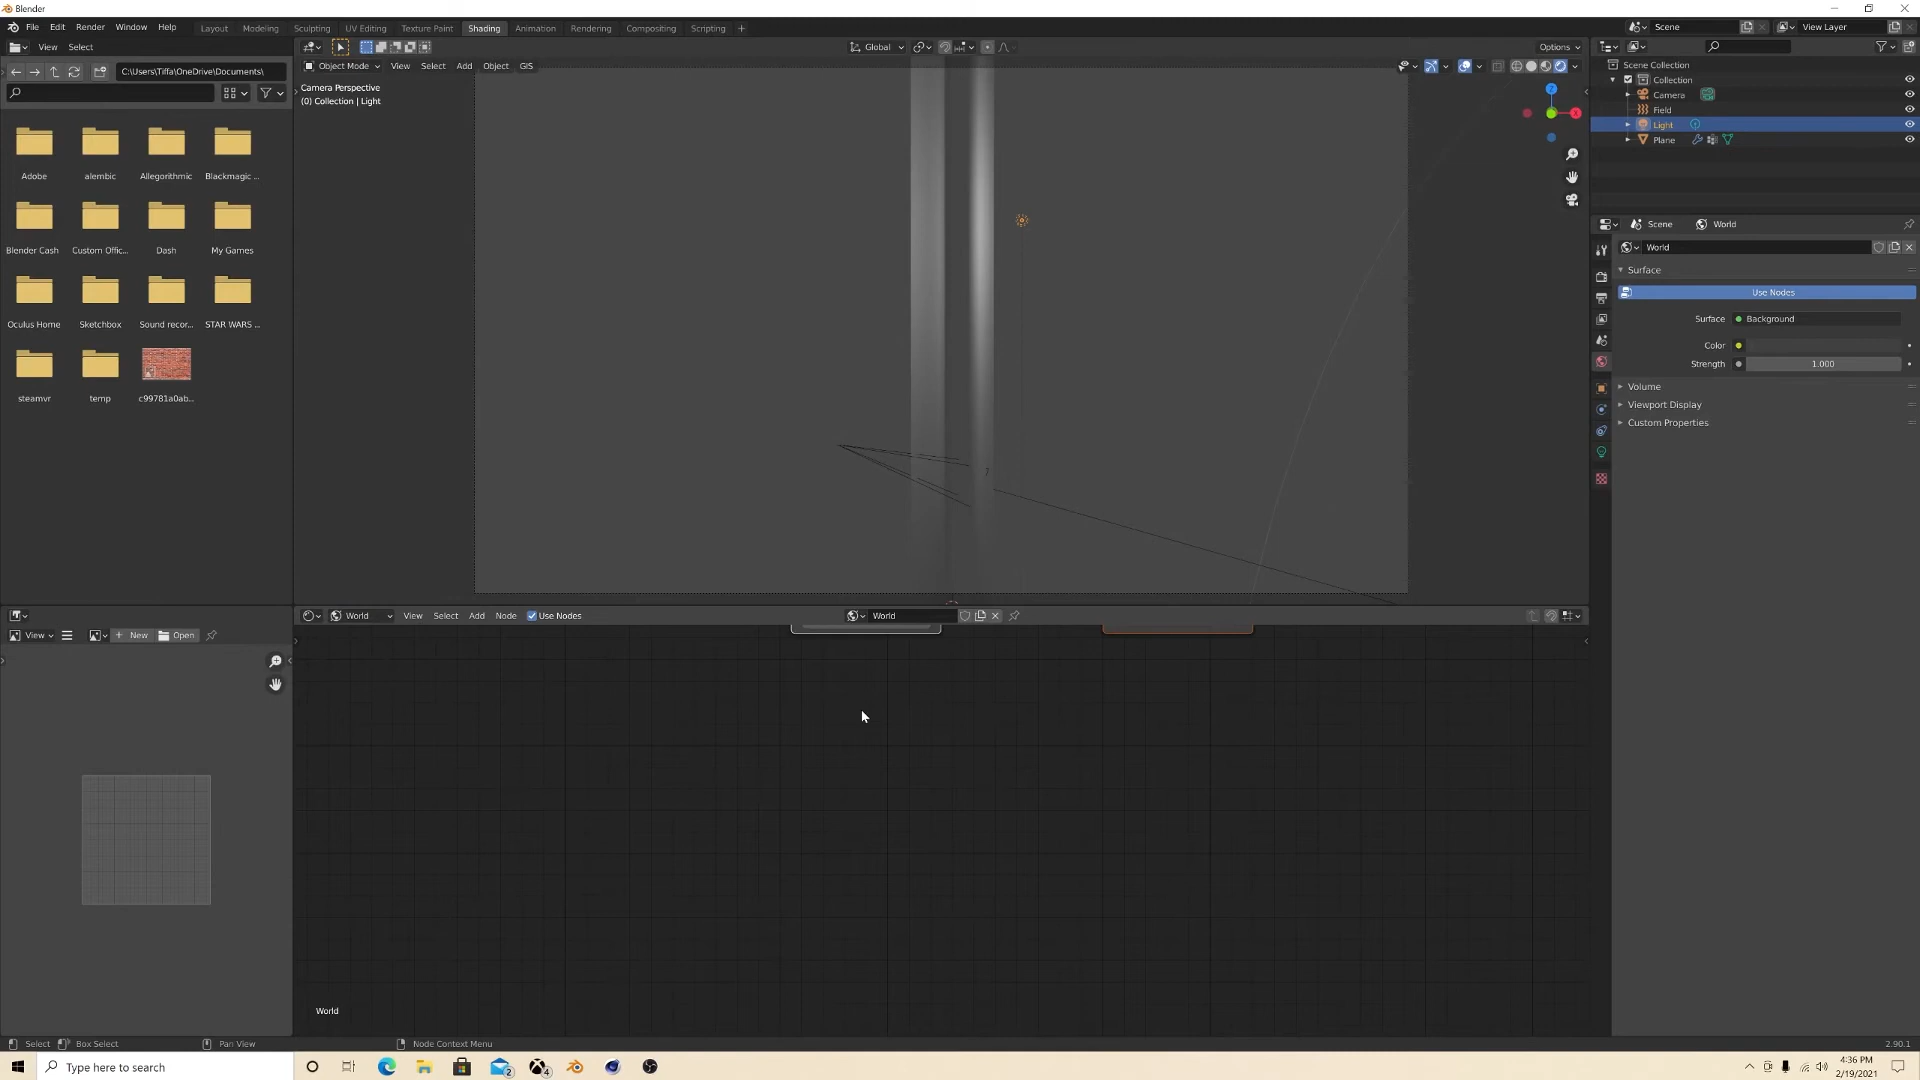 Blender
File Edit Render Window Help
Layout Modeling Sculpting UV Editing Texture Paint Shading Animation Rendering Compositing Scripting +
Scene
View Layer
View Select
Global
Options
C:\Users\Tiffa\OneDrive\Documents\
Object Mode View Select Add Object GIS
Camera Perspective
(0) Collection | Light
Adobe alembic Allegorithmic Blackmagic ...
Blender Cash Custom Offic... Dash My Games
Oculus Home Sketchbox Sound recor... STAR WARS ...
steamvr temp c99781a0ab...
Z
X
Scene Collection
Collection
Camera
Field
Light
Plane
Scene World
World
Surface
Use Nodes
Surface Background
Color
Strength 1.000
Volume
Viewport Display
Custom Properties
World View Select Add Node Use Nodes
World
View
New Open
World
Select Box Select Pan View Node Context Menu
2.90.1
Type here to search
2
4
4:36 PM
2/19/2021